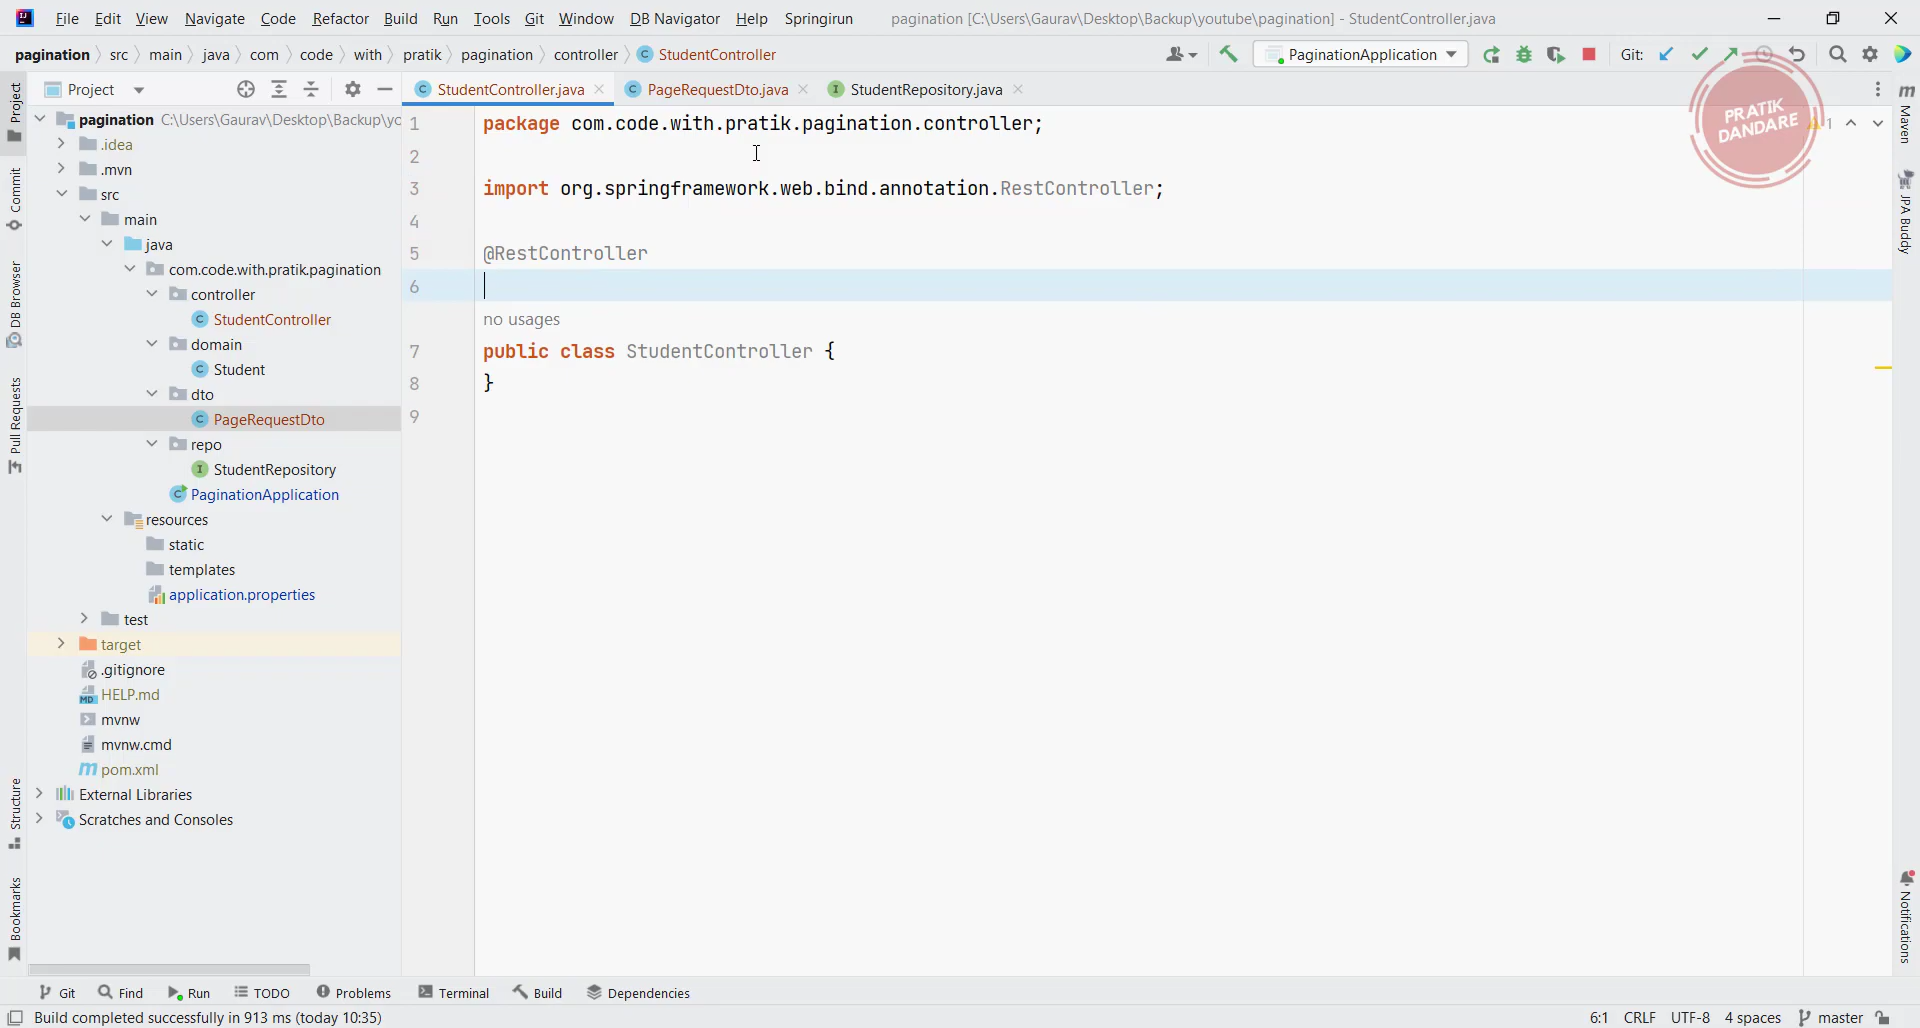 File Edit View Navigate Code Refactor Build Run Tools Git Window DB Navigator Help Springirun pagination [C:\Users\Gaurav\Desktop\Backup\youtube\pagination] - StudentController.java
pagination src main java com code with pratik pagination controller StudentController PaginationApplication Git:
Project StudentController.java PageRequestDto.java StudentRepository.java
pagination C:\Users\Gaurav\Desktop\Backup\yo
.idea
.mvn
src
main
java
com.code.with.pratik.pagination
controller
StudentController
domain
Student
dto
PageRequestDto
repo
StudentRepository
PaginationApplication
resources
static
templates
application.properties
test
target
.gitignore
HELP.md
mvnw
mvnw.cmd
pom.xml
External Libraries
Scratches and Consoles
1 package com.code.with.pratik.pagination.controller;
2
3 import org.springframework.web.bind.annotation.RestController;
4
5 @RestController
6
no usages
7 public class StudentController {
8 }
9
PRATIK
DANDARE
1
Project
Commit
DB Browser
Pull Requests
Structure
Bookmarks
Maven
JPA Buddy
Notifications
Git Find Run TODO Problems Terminal Build Dependencies
Build completed successfully in 913 ms (today 10:35) 6:1 CRLF UTF-8 4 spaces master